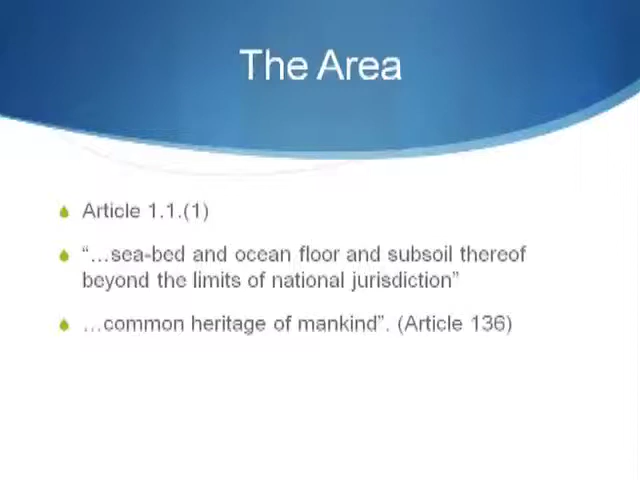 The Area
Article 1.1.(1)
“…sea-bed and ocean floor and subsoil thereof
beyond the limits of national jurisdiction”
…common heritage of mankind”. (Article 136)